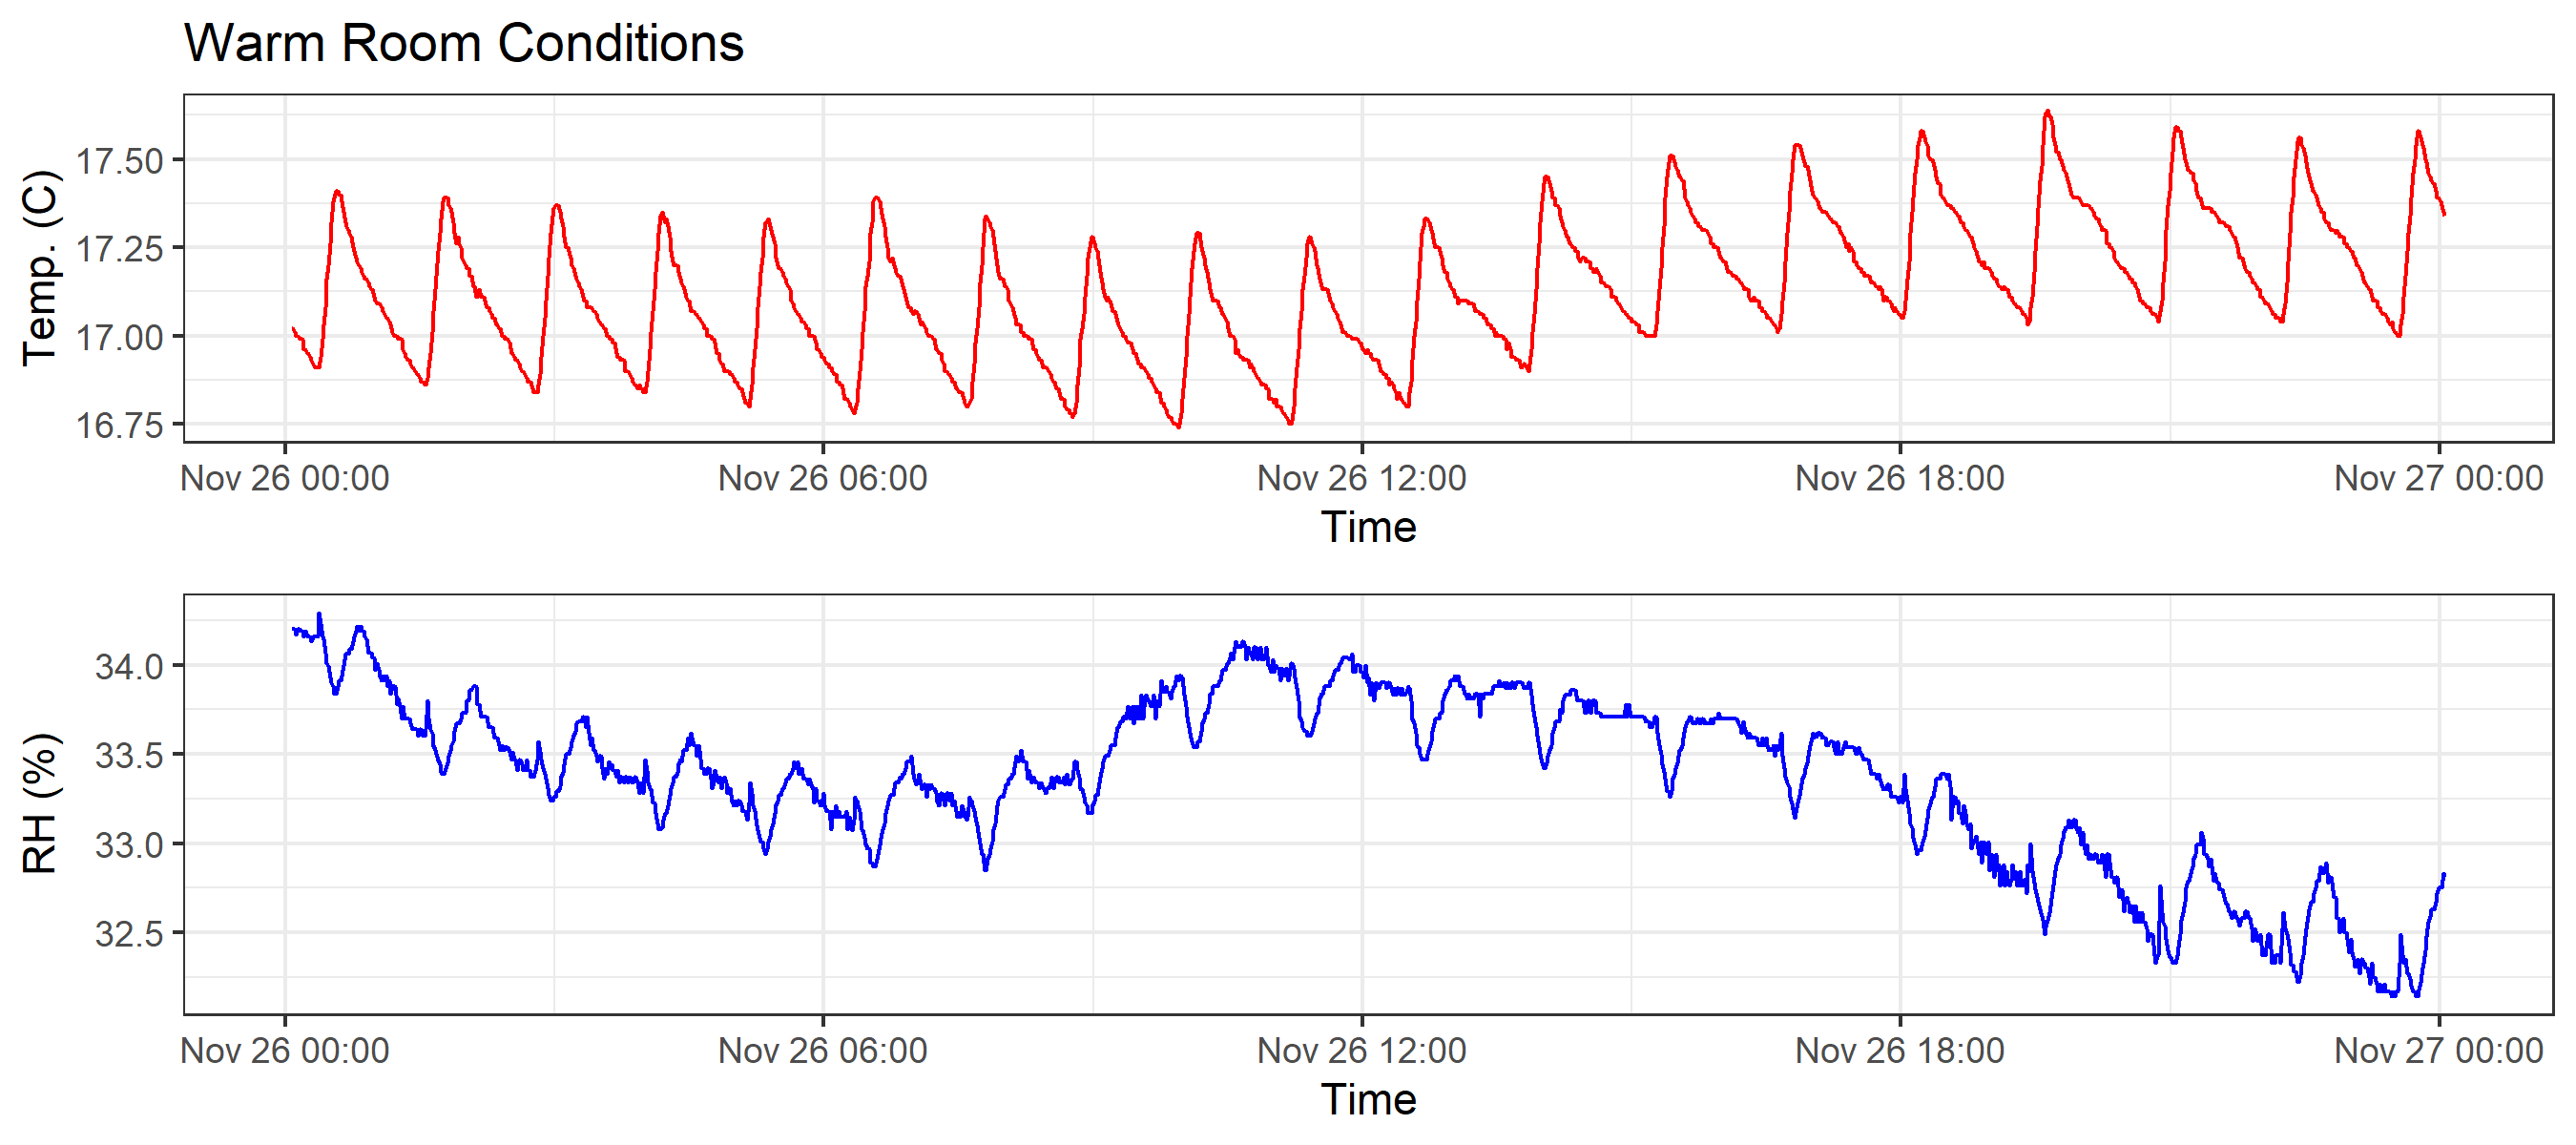 Warm Room Conditions
Temp. (C)
17.50
17.25
17.00
16.75
Nov 26 00:00 Nov 26 06:00 Nov 26 12:00 Nov 26 18:00 Nov 27 00:00
Time
RH (%)
34.0
33.5
33.0
32.5
Nov 26 00:00 Nov 26 06:00 Nov 26 12:00 Nov 26 18:00 Nov 27 00:00
Time